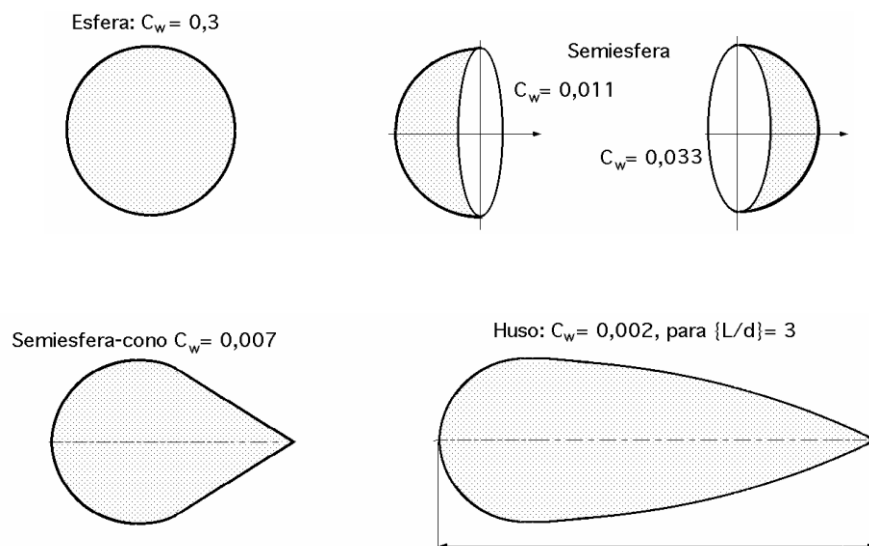 Esfera: Cw = 0,3
Semiesfera
Cw = 0,011
Cw= 0,033
Semiesfera-cono Cw= 0,007
Huso: Cw= 0,002, para {L/d}= 3